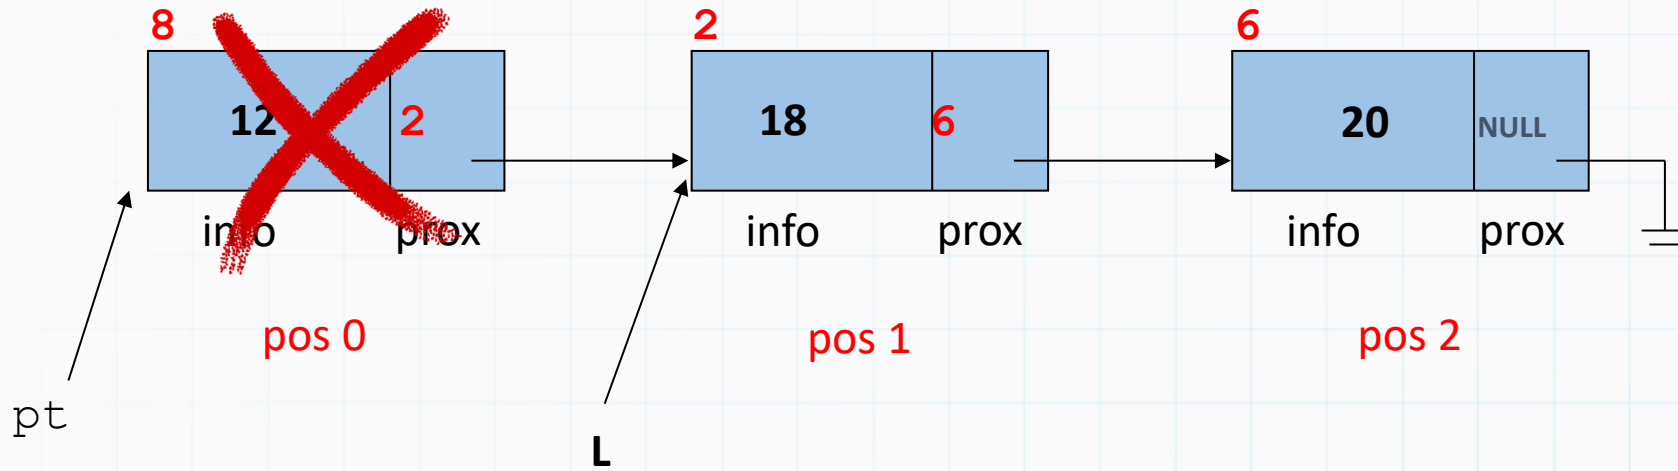 8 2 6
12 2 18 6 20 NULL
info prox info prox info prox
pos 0 pos 1 pos 2
pt
L